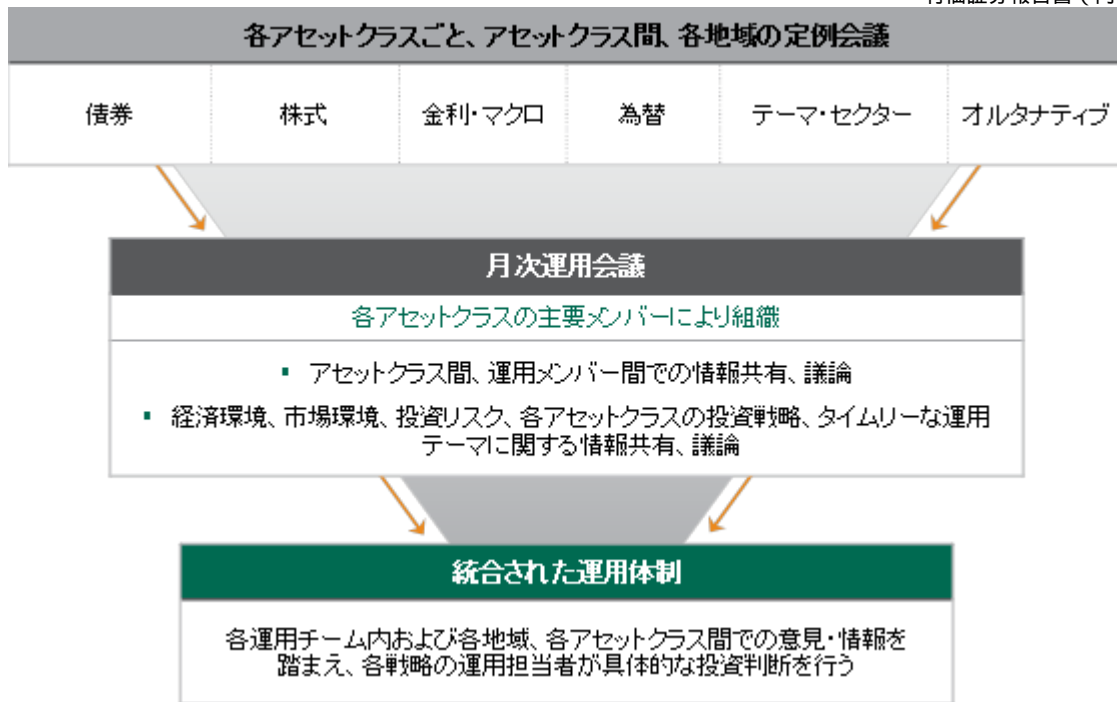 各アセットクラスごと、アセットクラス間、各地域の定例会議
債券
株式
金利・マクロ
為替
テーマ・セクター
オルタナティブ
月次運用会議
各アセットクラスの主要メンバーにより組織
▪ アセットクラス間、運用メンバー間での情報共有、議論
▪ 経済環境、市場環境、投資リスク、各アセットクラスの投資戦略、タイムリーな運用
テーマに関する情報共有、議論
統合された運用体制
各運用チーム内および各地域、各アセットクラス間での意見・情報を
踏まえ、各戦略の運用担当者が具体的な投資判断を行う